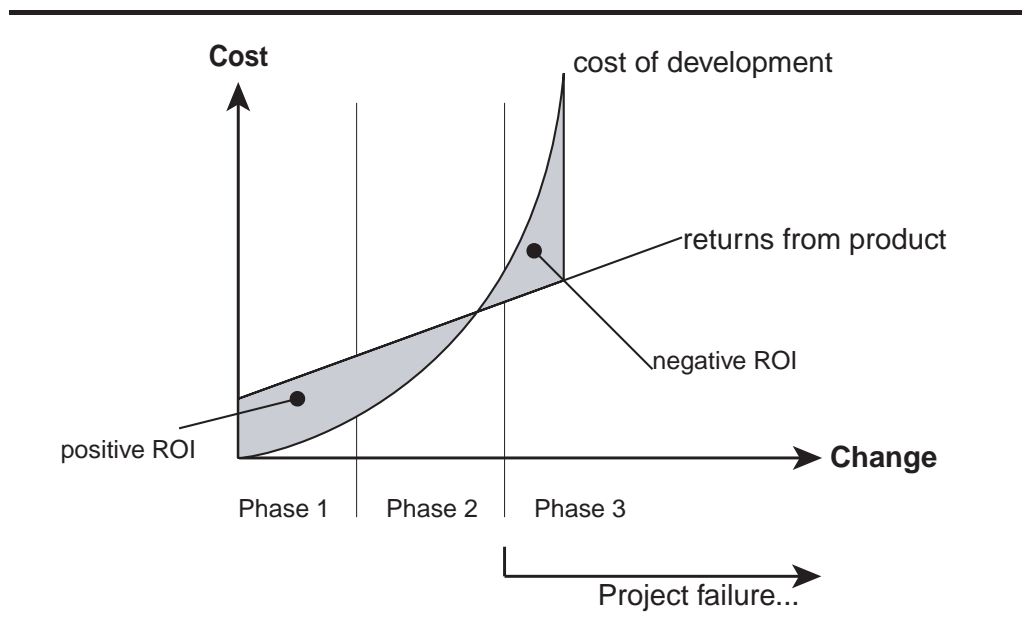 Cost
cost of development
returns from product
negative ROI
positive ROI
Change
Phase 1
Phase 2
Phase 3
Project failure...